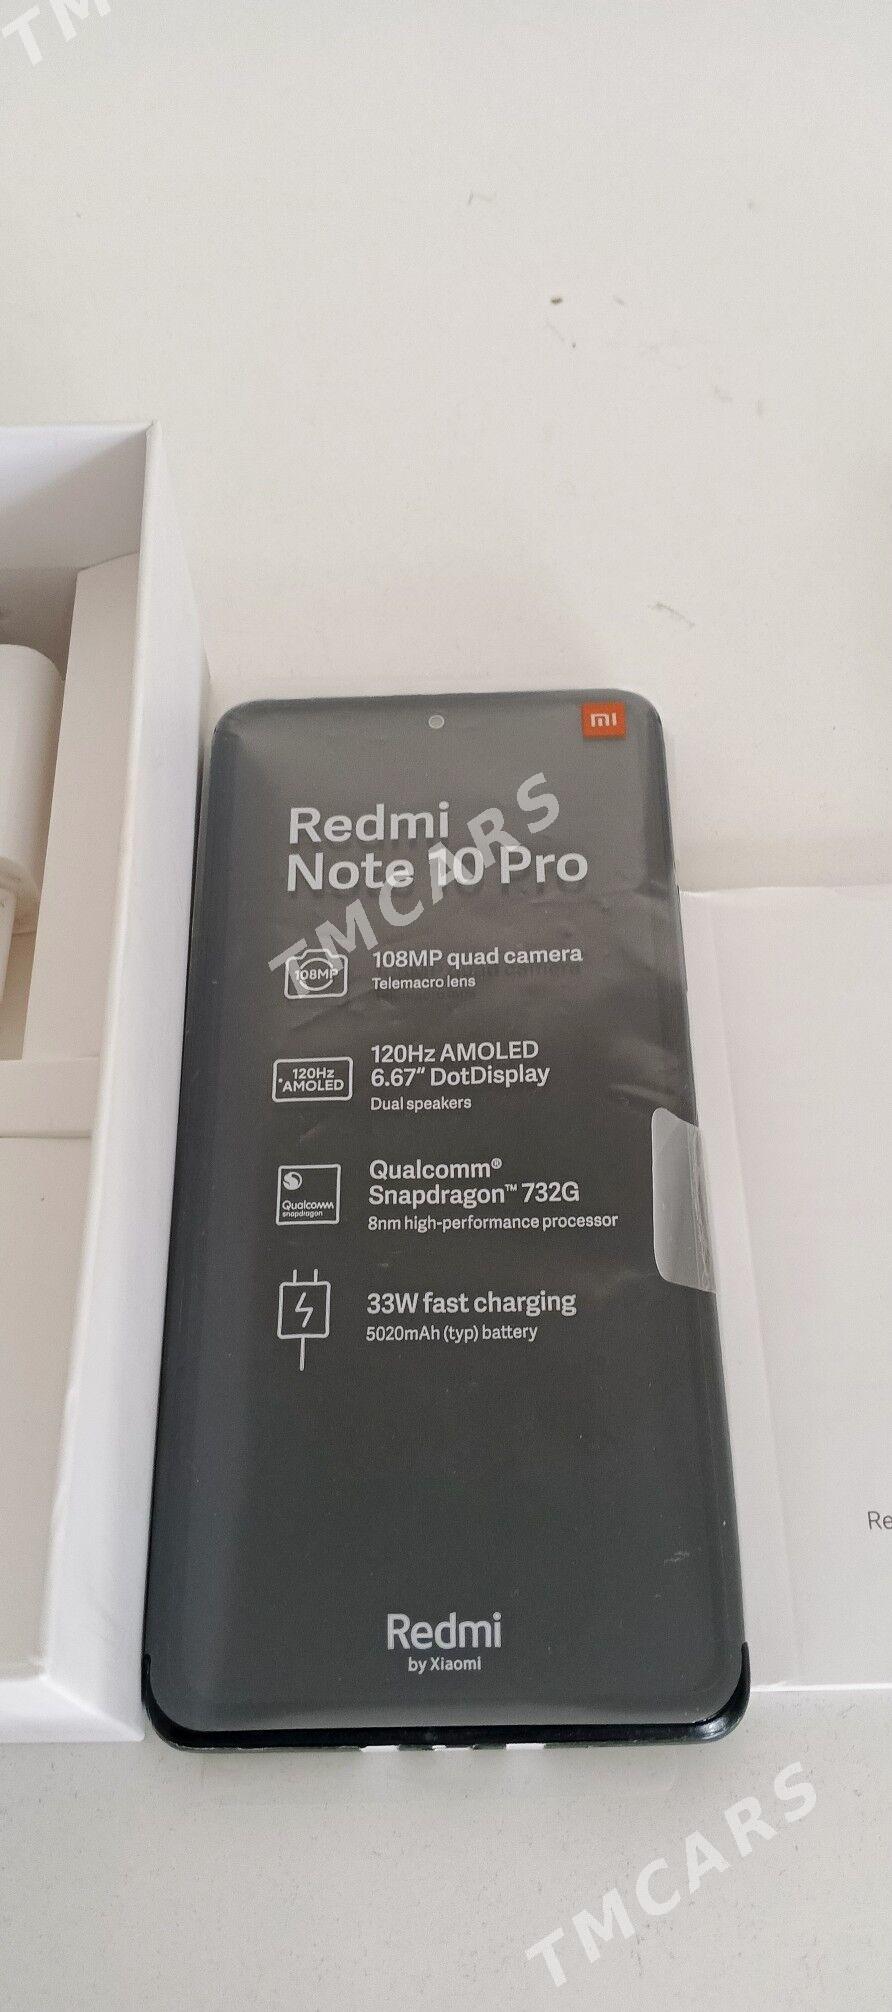 TM
mi
Redmi
Note 10 Pro
TMCARS
108MP
108MP quad camera
Telemacro lens
120Hz
AMOLED
120Hz AMOLED
6.67” DotDisplay
Dual speakers
Qualcomm
snapdragon
Qualcomm®
Snapdragon™ 732G
8nm high-performance processor
33W fast charging
5020mAh (typ) battery
Re
Redmi
by Xiaomi
TMCARS